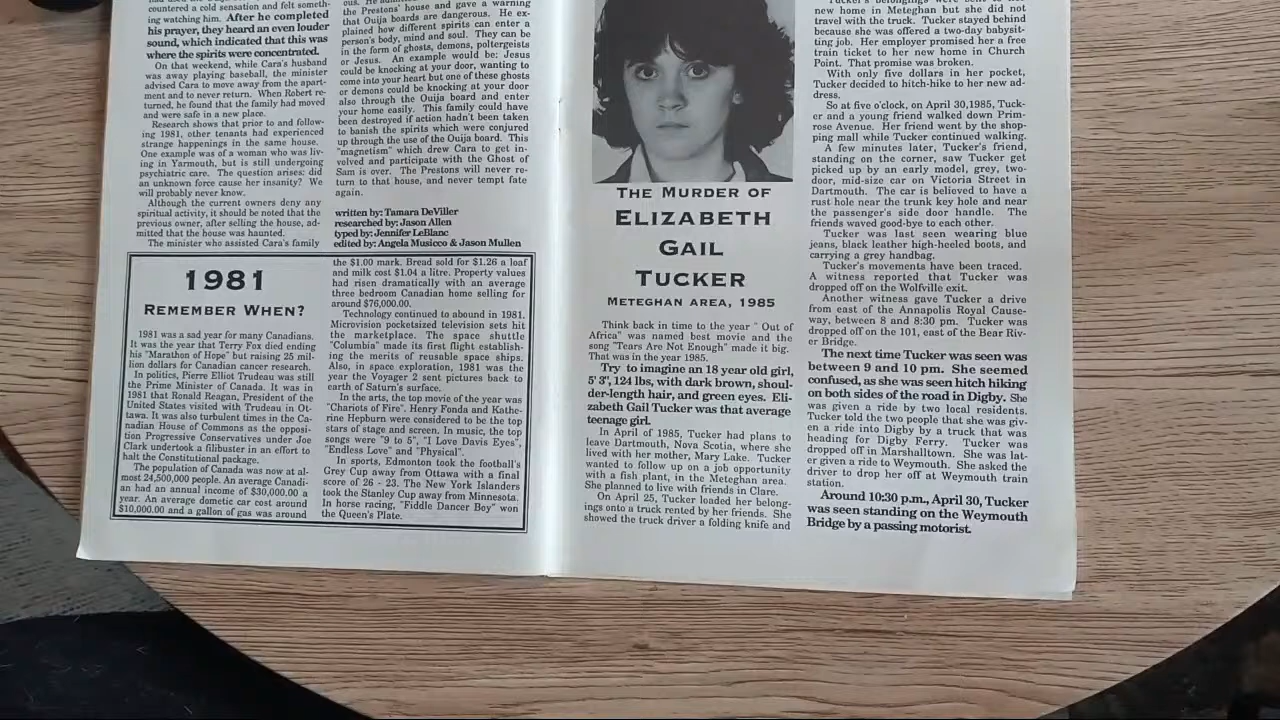 countered a cold sensation and felt someth-
ing watching him. After he completed
his prayer, they heard an even louder
sound, which indicated that this was
where the spirits were concentrated.
On that weekend, while Cara's husband
was away playing baseball, the minister
advised Cara to move away from the apart-
ment and to never return. When Robert re-
turned, he found that the family had moved
and were safe in a new place.
Research shows that prior to and follow-
ing 1981, other tenants had experienced
strange happenings in the same house.
One example was of a woman who was liv-
ing in Yarmouth, but is still undergoing
psychiatric care. The question arises: did
an unknown force cause her insanity? We
will probably never know.
Although the current owners deny any
spiritual activity, it should be noted that the
previous owner, after selling the house, ad-
mitted that the house was haunted.
The minister who assisted Cara's family
the Prestons' house and gave a warning
that Ouija boards are dangerous. He ex-
plained how different spirits can enter a
person's body, mind and soul. They can be
in the form of ghosts, demons, poltergeists
or Jesus. An example would be: Jesus
could be knocking at your door, wanting to
come into your heart but one of these ghosts
or demons could be knocking at your door
also through the Ouija board and enter
your home easily. This family could have
been destroyed if action hadn't been taken
to banish the spirits which were conjured
up through the use of the Ouija board. This
"magnetism" which drew Cara to get in-
volved and participate with the Ghost of
Sam is over. The Prestons will never re-
turn to that house, and never tempt fate
again.
written by: Tamara DeViller
researched by: Jason Allen
typed by: Jennifer LeBlanc
edited by: Angela Musicco & Jason Mullen
1981
REMEMBER WHEN?
1981 was a sad year for many Canadians.
It was the year that Terry Fox died ending
his "Marathon of Hope" but raising 25 mil-
lion dollars for Canadian cancer research.
In politics, Pierre Elliot Trudeau was still
the Prime Minister of Canada. It was in
1981 that Ronald Reagan, President of the
United States visited with Trudeau in Ot-
tawa. It was also turbulent times in the Ca-
nadian House of Commons as the opposi-
tion Progressive Conservatives under Joe
Clark undertook a filibuster in an effort to
halt the Constitutional package.
The population of Canada was now at al-
most 24,500,000 people. An average Canadi-
an had an annual income of $30,000.00 a
year. An average dometic car cost around
$10,000.00 and a gallon of gas was around
the $1.00 mark. Bread sold for $1.26 a loaf
and milk cost $1.04 a litre. Property values
had risen dramatically with an average
three bedroom Canadian home selling for
around $76,000.00.
Technology continued to abound in 1981.
Microvision pocketsized television sets hit
the marketplace. The space shuttle
"Columbia" made its first flight establish-
ing the merits of reusable space ships.
Also, in space exploration, 1981 was the
year the Voyager 2 sent pictures back to
earth of Saturn's surface.
In the arts, the top movie of the year was
"Chariots of Fire". Henry Fonda and Kathe-
rine Hepburn were considered to be the top
stars of stage and screen. In music, the top
songs were "9 to 5", "I Love Davis Eyes",
"Endless Love" and "Physical".
In sports, Edmonton took the football's
Grey Cup away from Ottawa with a final
score of 26 - 23. The New York Islanders
took the Stanley Cup away from Minnesota.
In horse racing, "Fiddle Dancer Boy" won
the Queen's Plate.
THE MURDER OF
ELIZABETH
GAIL
TUCKER
METEGHAN AREA, 1985
Think back in time to the year " Out of
Africa" was named best movie and the
song "Tears Are Not Enough" made it big.
That was in the year 1985.
Try to imagine an 18 year old girl,
5' 3", 124 lbs, with dark brown, shoul-
der-length hair, and green eyes. Eli-
zabeth Gail Tucker was that average
teenage girl.
In April of 1985, Tucker had plans to
leave Dartmouth, Nova Scotia, where she
lived with her mother, Mary Lake. Tucker
wanted to follow up on a job opportunity
with a fish plant, in the Meteghan area.
She planned to live with friends in Clare.
On April 25, Tucker loaded her belong-
ings onto a truck rented by her friends. She
showed the truck driver a folding knife and
new home in Meteghan but she did not
travel with the truck. Tucker stayed behind
because she was offered a two-day babysit-
ting job. Her employer promised her a free
train ticket to her new home in Church
Point. That promise was broken.
With only five dollars in her pocket,
Tucker decided to hitch-hike to her new ad-
dress.
So at five o'clock, on April 30,1985, Tuck-
er and a young friend walked down Prim-
rose Avenue. Her friend went by the shop-
ping mall while Tucker continued walking.
A few minutes later, Tucker's friend,
standing on the corner, saw Tucker get
picked up by an early model, grey, two-
door, mid-size car on Victoria Street in
Dartmouth. The car is believed to have a
rust hole near the trunk key hole and near
the passenger's side door handle. The
friends waved good-bye to each other.
Tucker was last seen wearing blue
jeans, black leather high-heeled boots, and
carrying a grey handbag.
Tucker's movements have been traced.
A witness reported that Tucker was
dropped off on the Wolfville exit.
Another witness gave Tucker a drive
from east of the Annapolis Royal Cause-
way, between 8 and 8:30 pm. Tucker was
dropped off on the 101, east of the Bear Riv-
er Bridge.
The next time Tucker was seen was
between 9 and 10 pm. She seemed
confused, as she was seen hitch hiking
on both sides of the road in Digby. She
was given a ride by two local residents.
Tucker told the two people that she was giv-
en a ride into Digby by a truck that was
heading for Digby Ferry. Tucker was
dropped off in Marshalltown. She was lat-
er given a ride to Weymouth. She asked the
driver to drop her off at Weymouth train
station.
Around 10:30 p.m., April 30, Tucker
was seen standing on the Weymouth
Bridge by a passing motorist.